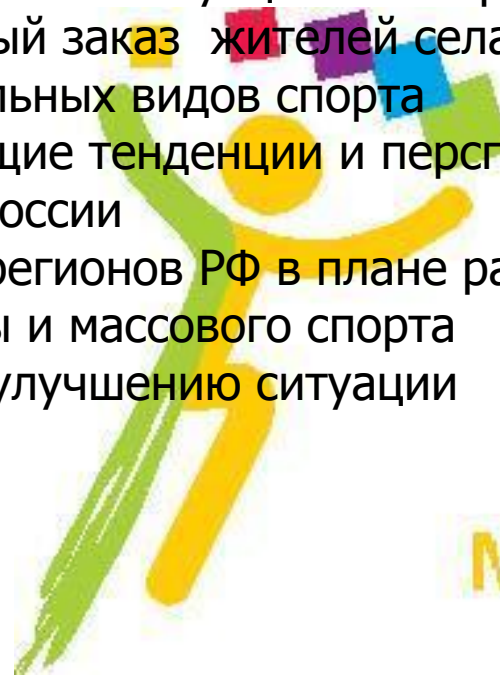 ый заказ жителей села
льных видов спорта
щие тенденции и персп
оссии
регионов РФ в плане ра
ы и массового спорта
улучшению ситуации